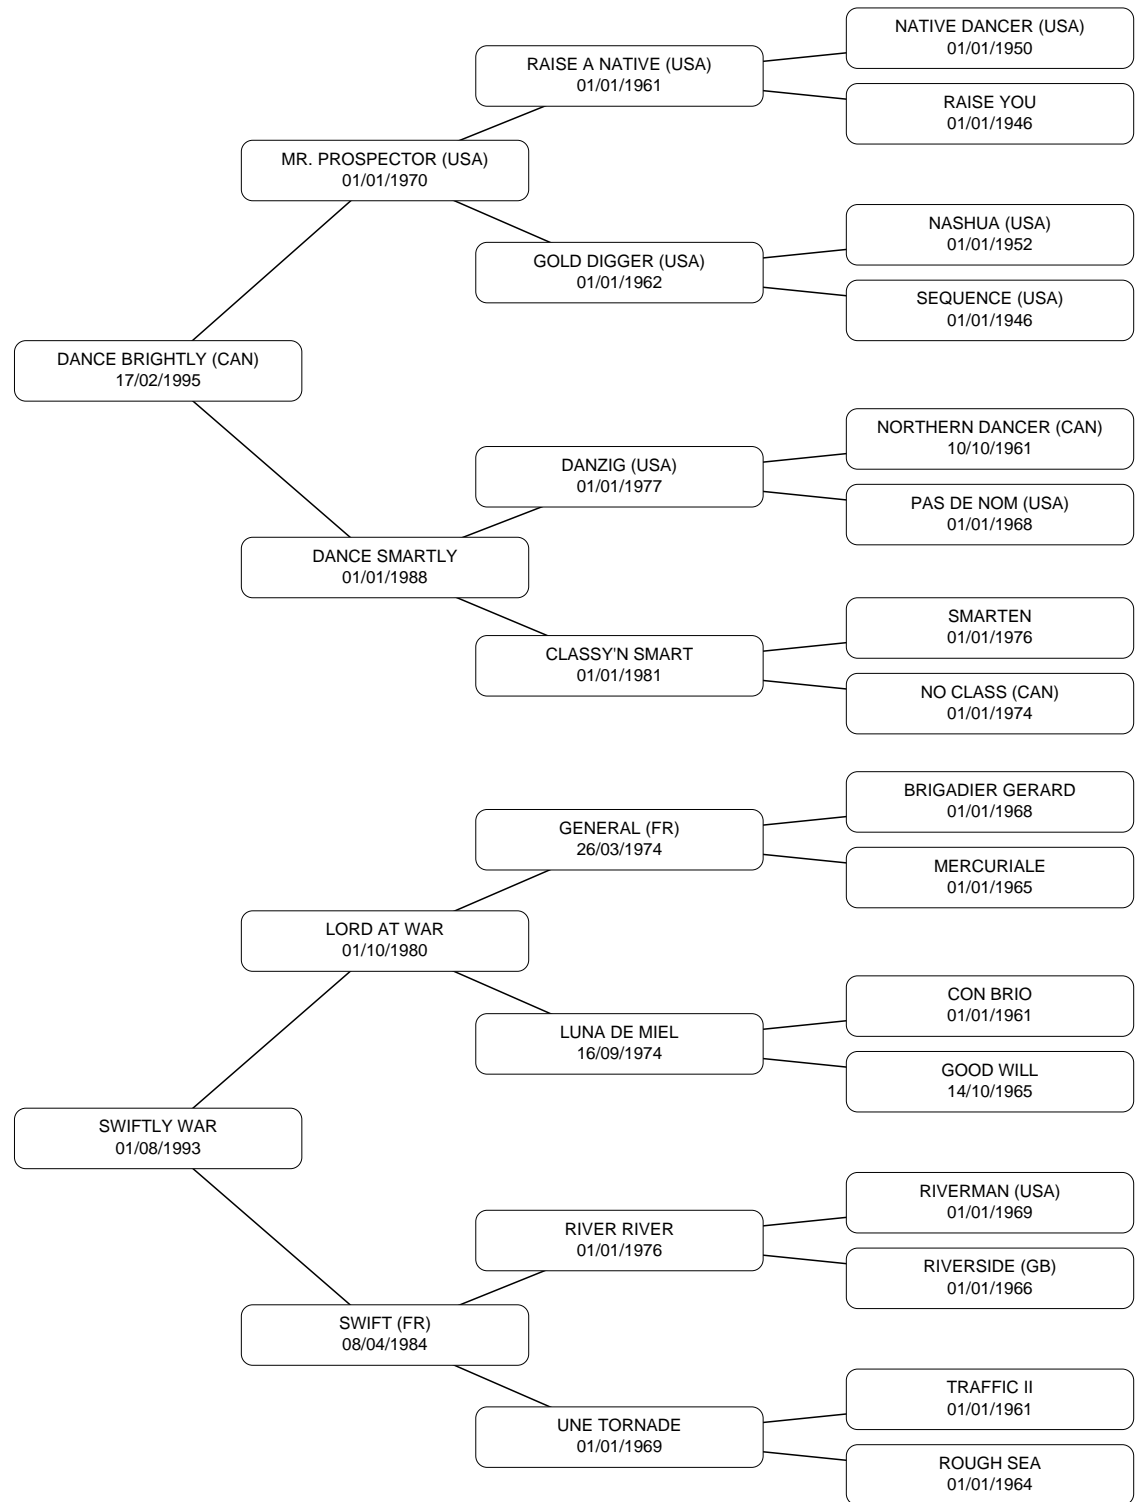 NATIVE DANCER (USA)
01/01/1950
RAISE A NATIVE (USA)
01/01/1961
RAISE YOU
01/01/1946
MR. PROSPECTOR (USA)
01/01/1970
NASHUA (USA)
01/01/1952
GOLD DIGGER (USA)
01/01/1962
SEQUENCE (USA)
01/01/1946
DANCE BRIGHTLY (CAN)
17/02/1995
NORTHERN DANCER (CAN)
10/10/1961
DANZIG (USA)
01/01/1977
PAS DE NOM (USA)
01/01/1968
DANCE SMARTLY
01/01/1988
SMARTEN
01/01/1976
CLASSY'N SMART
01/01/1981
NO CLASS (CAN)
01/01/1974
BRIGADIER GERARD
01/01/1968
GENERAL (FR)
26/03/1974
MERCURIALE
01/01/1965
LORD AT WAR
01/10/1980
CON BRIO
01/01/1961
LUNA DE MIEL
16/09/1974
GOOD WILL
14/10/1965
SWIFTLY WAR
01/08/1993
RIVERMAN (USA)
01/01/1969
RIVER RIVER
01/01/1976
RIVERSIDE (GB)
01/01/1966
SWIFT (FR)
08/04/1984
TRAFFIC II
01/01/1961
UNE TORNADE
01/01/1969
ROUGH SEA
01/01/1964